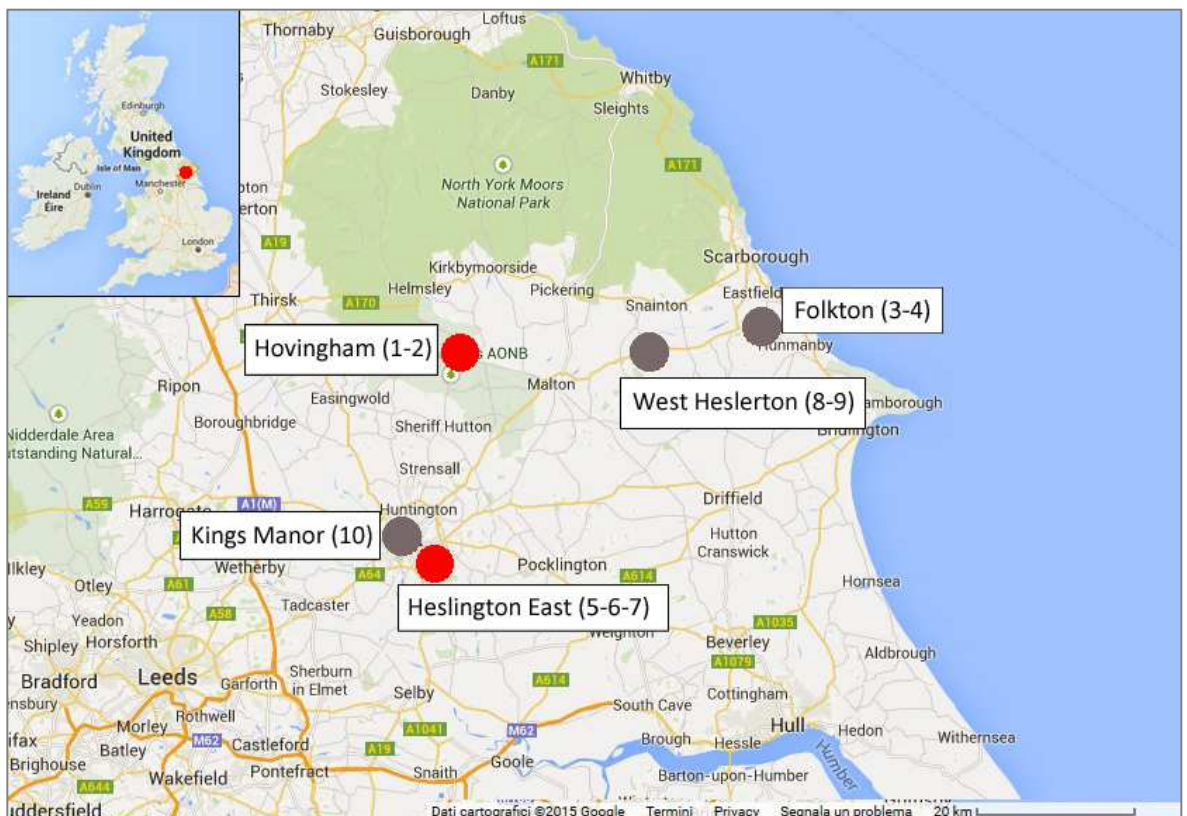 Loftus
Thornaby
Guisborough
A171
Whitby
Stokesley
Danby
Sleights
Edinburgh
United
Kingdom
Isle of Man
Ireland
Éire
Dublin
Manchester
London
North York Moors
National Park
A171
A19
Scarborough
Kirkbymoorside
Helmsley
Pickering
Eastfield
Snainton
Thirsk
A170
Folkton (3-4)
Hovingham (1-2)
AONB
Hunmanby
Ripon
Malton
West Heslerton (8-9)
Easingwold
Boroughbridge
Sheriff Hutton
Bridlington
Nidderdale Area
Strensall
A59
A1(M)
Huntington
Driffield
Kings Manor (10)
Hutton
Cranswick
Wetherby
A64
Pocklington
A614
Otley
A61
Hornsea
Tadcaster
Heslington East (5-6-7)
A58
Yeadon
A1035
Shipley
Horsforth
Beverley
Aldbrough
Bradford
Leeds
Garforth
Sherburn
in Elmet
A1079
A614
Selby
Cottingham
South Cave
Morley
Rothwell
M62
Hull
Hedon
Withernsea
Batley
M62
Castleford
A1041
A19
Goole
Brough
Hessle
Humber
Brighouse
Wakefield
Pontefract
Snaith
Barton-upon-Humber
A644
Dati cartografici ©2015 Google
Termini
Privacy
Segnala un problema
20 km